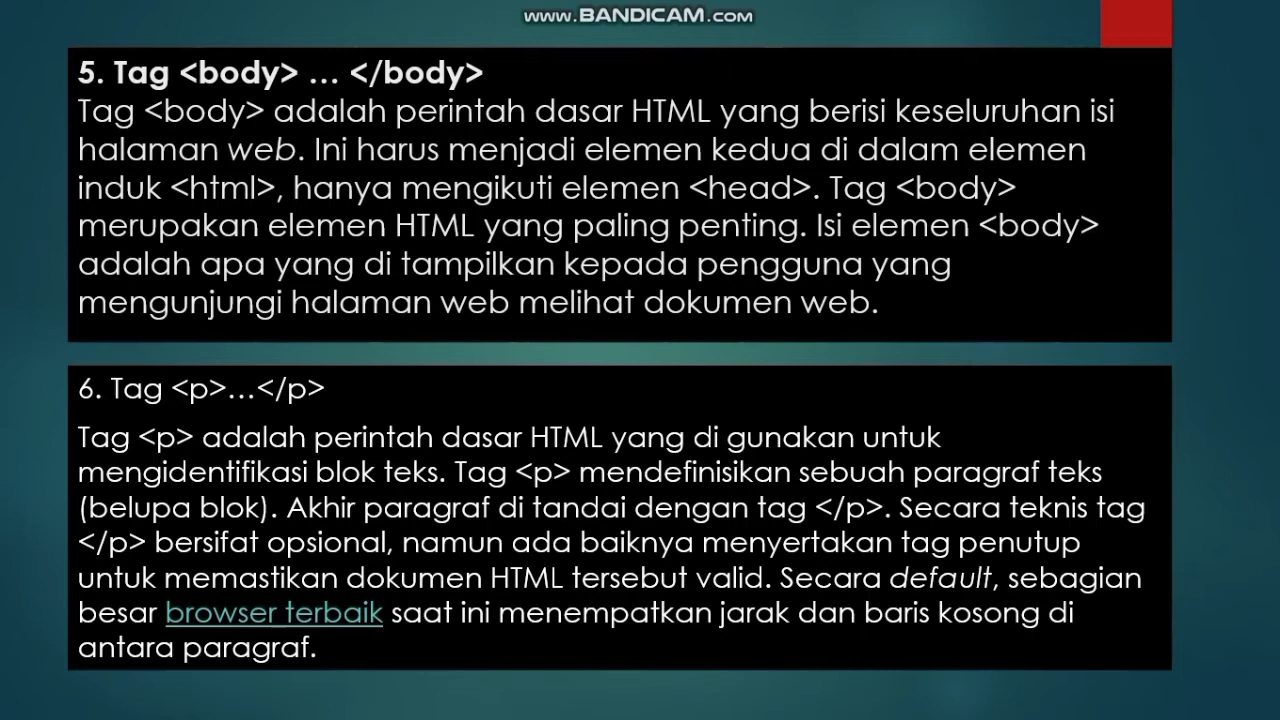 www.BANDICAM.com
5. Tag <body> … </body>
Tag <body> adalah perintah dasar HTML yang berisi keseluruhan isi
halaman web. Ini harus menjadi elemen kedua di dalam elemen
induk <html>, hanya mengikuti elemen <head>. Tag <body>
merupakan elemen HTML yang paling penting. Isi elemen <body>
adalah apa yang di tampilkan kepada pengguna yang
mengunjungi halaman web melihat dokumen web.
6. Tag <p>…</p>
Tag <p> adalah perintah dasar HTML yang di gunakan untuk
mengidentifikasi blok teks. Tag <p> mendefinisikan sebuah paragraf teks
(belupa blok). Akhir paragraf di tandai dengan tag </p>. Secara teknis tag
</p> bersifat opsional, namun ada baiknya menyertakan tag penutup
untuk memastikan dokumen HTML tersebut valid. Secara default, sebagian
besar browser terbaik saat ini menempatkan jarak dan baris kosong di
antara paragraf.